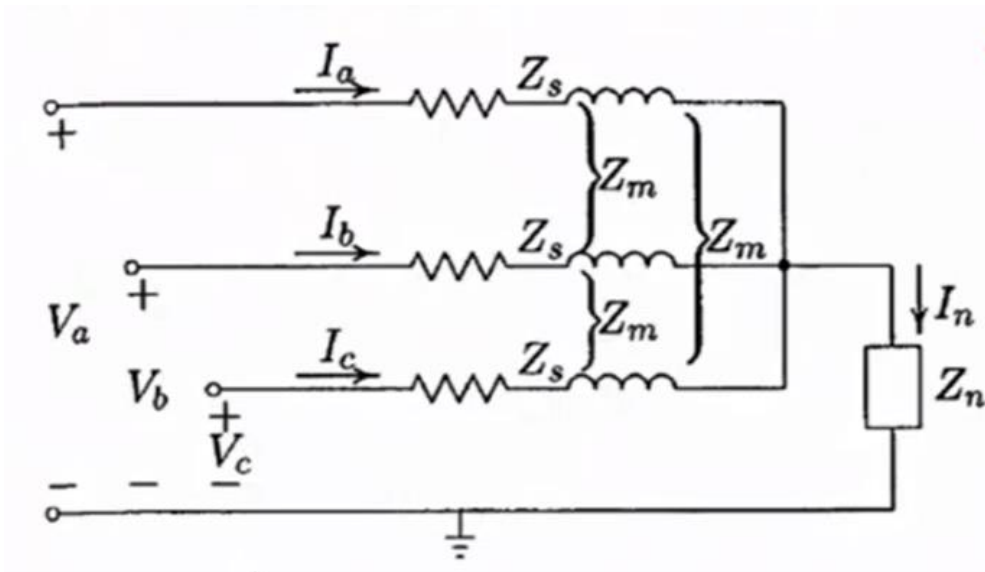 I_a
Z_s
+
Z_m
I_b
Z_s
Z_m
+
I_n
V_a
Z_m
I_c
Z_s
V_b
Z_n
+
V_c
− − −